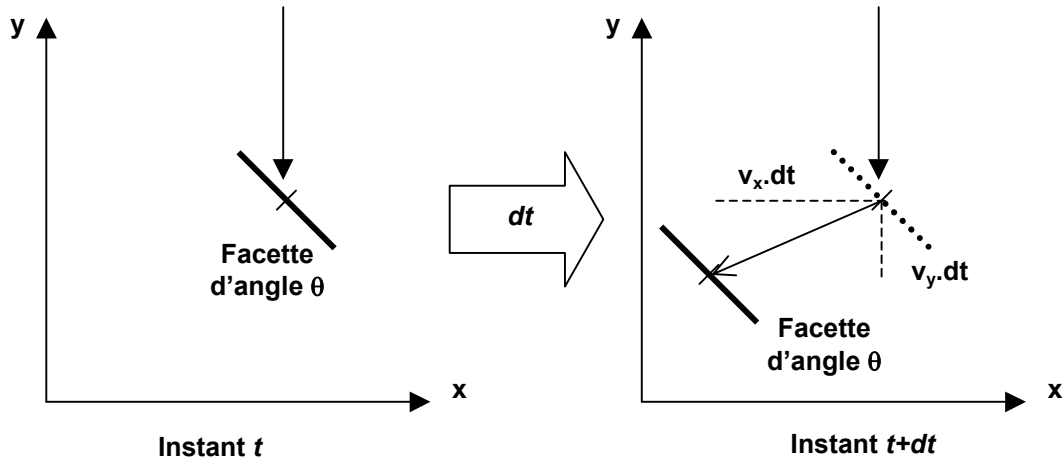 y
Facette
d'angle θ
x
Instant t
dt
y
vx.dt
vy.dt
Facette
d'angle θ
x
Instant t+dt